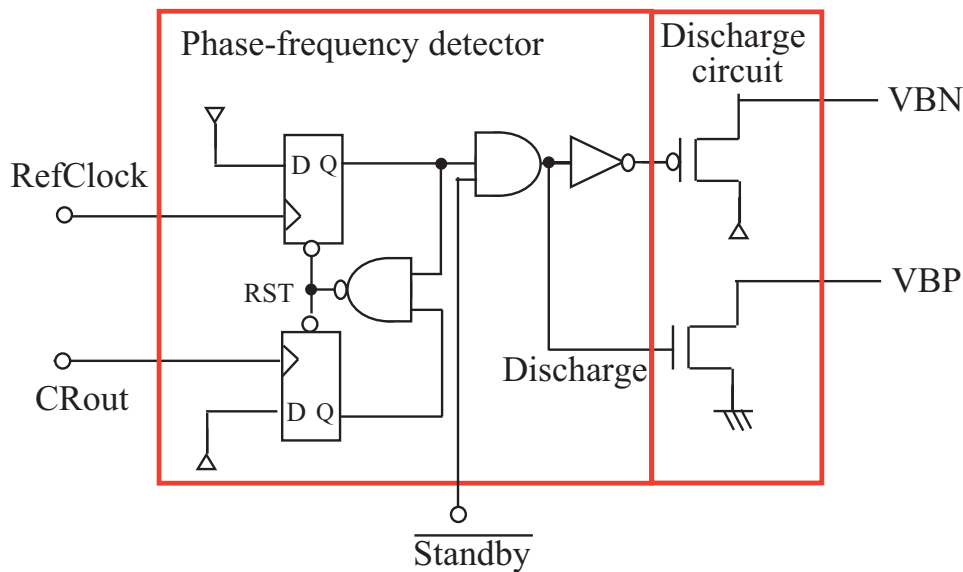 Phase-frequency detector
Discharge
circuit
VBN
D Q
RefClock
RST
VBP
Discharge
CRout
D Q
Standby